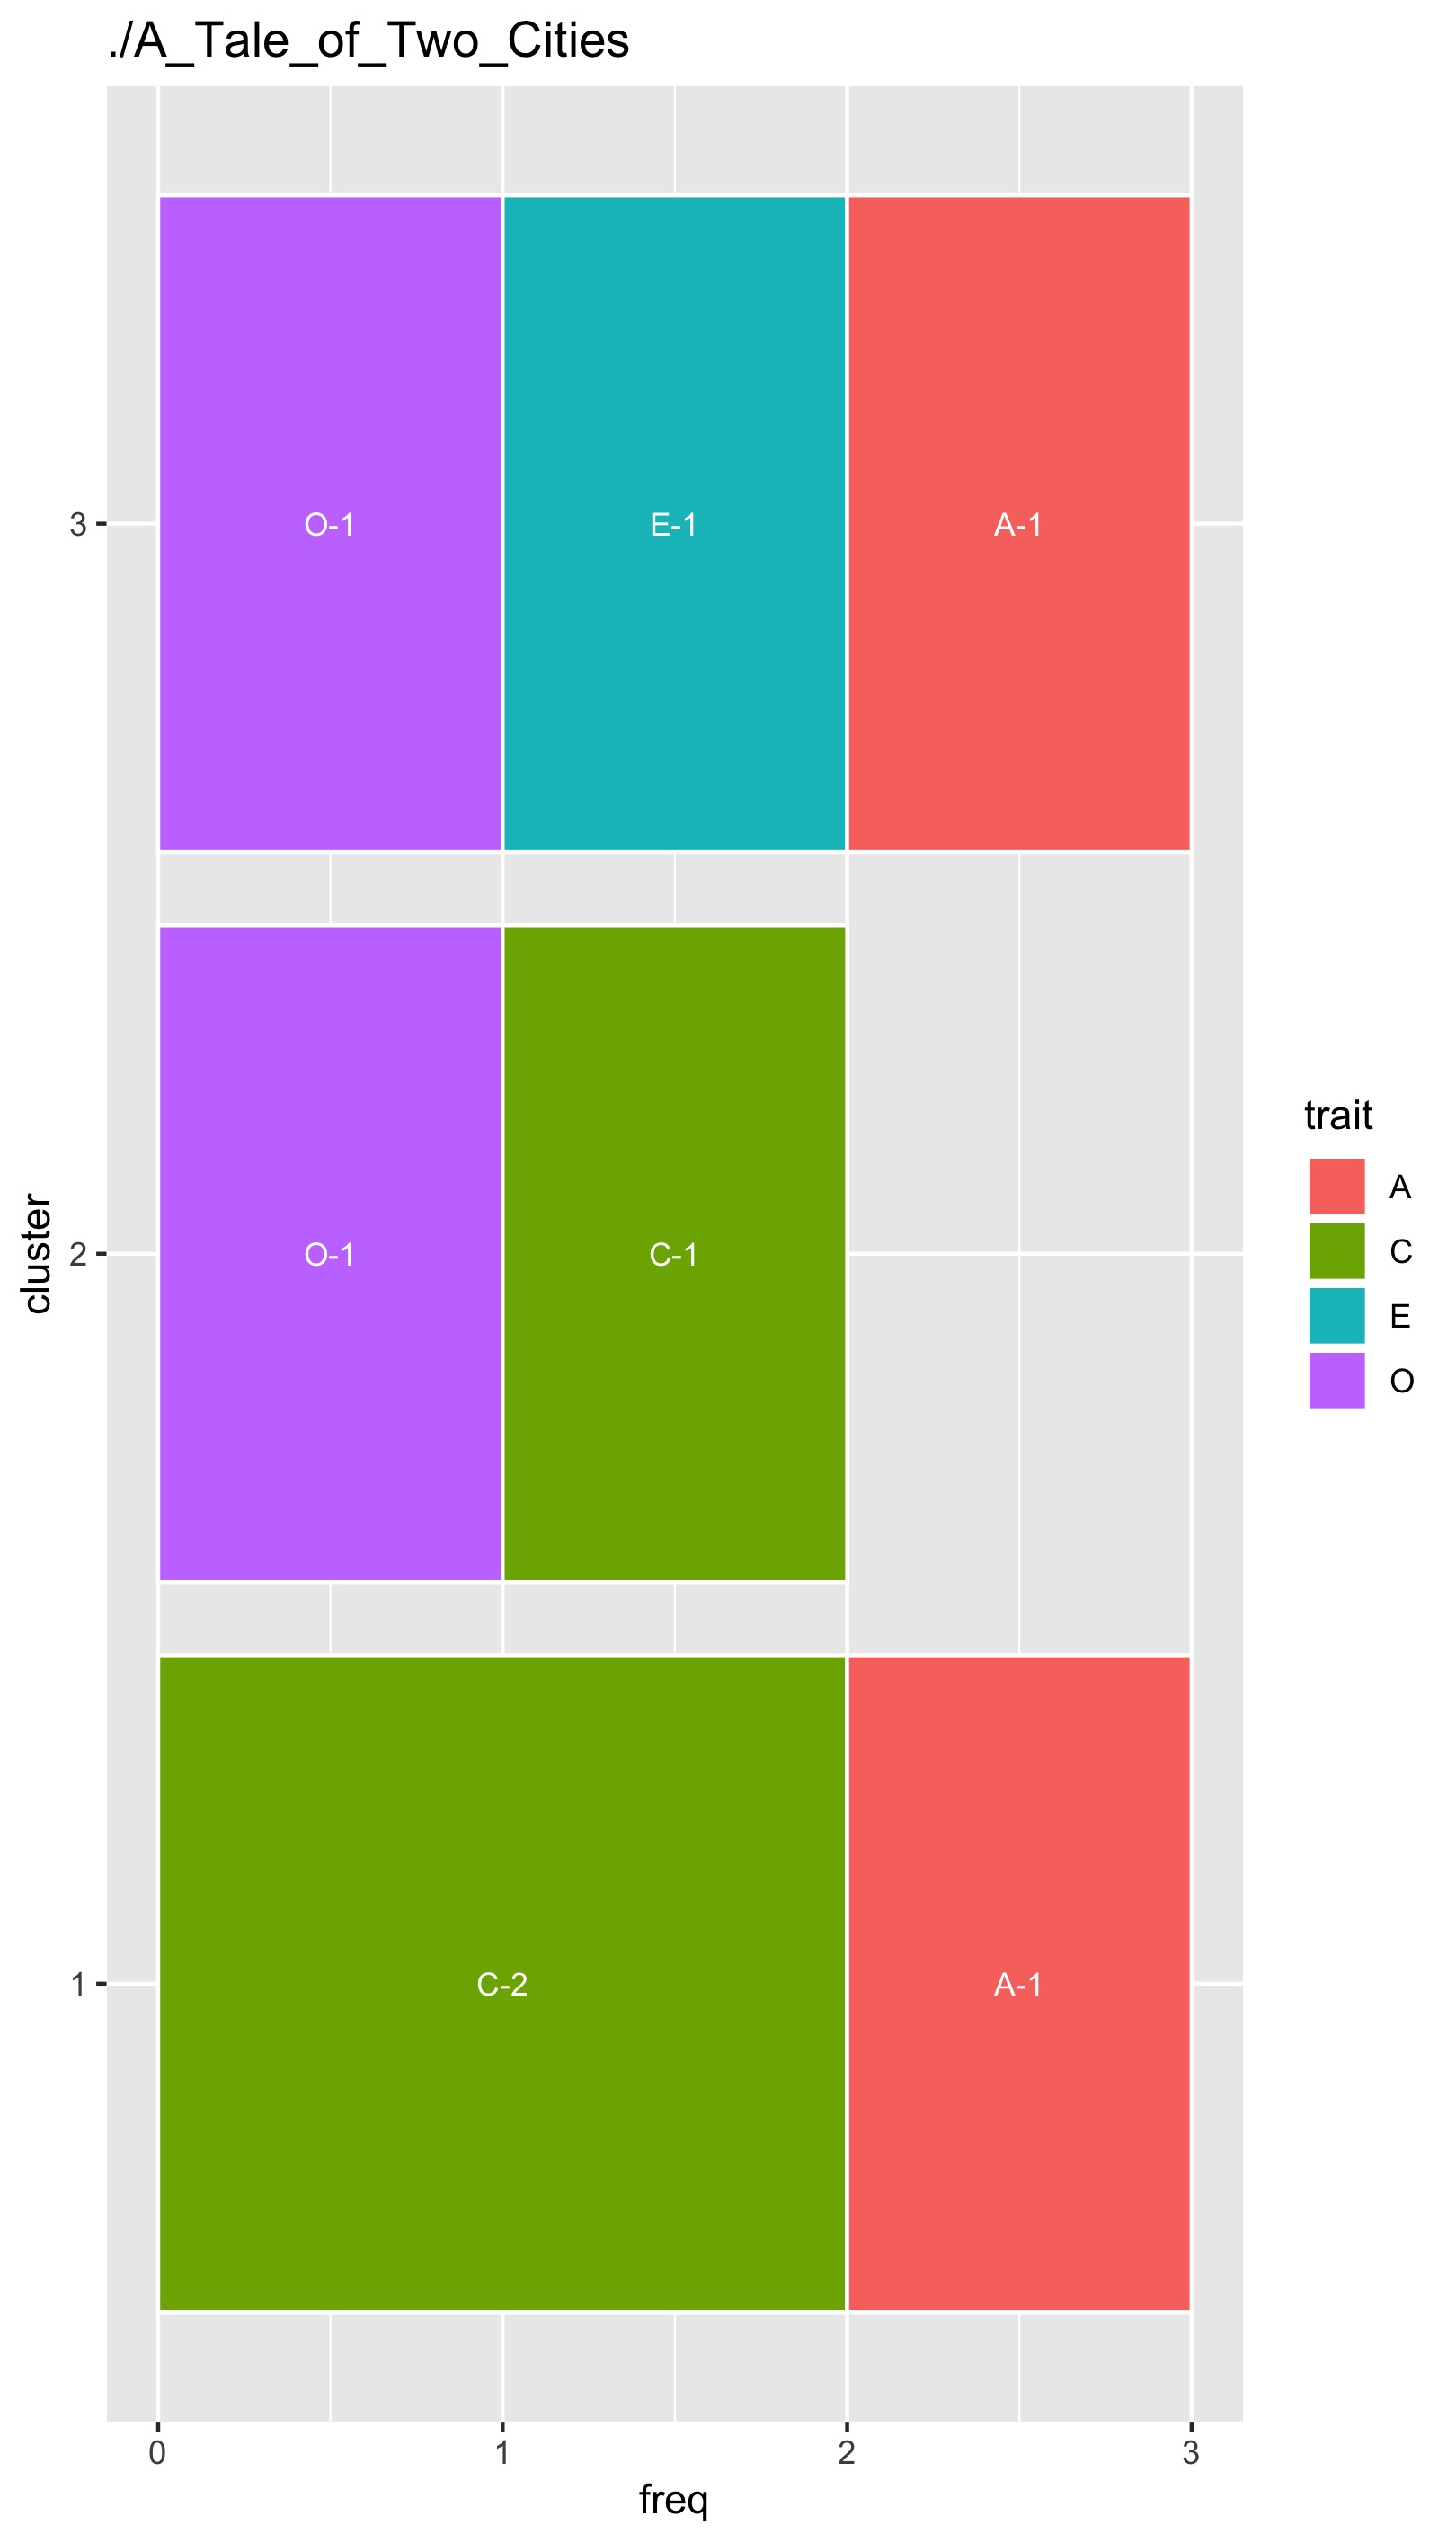 ./A_Tale_of_Two_Cities
3
O-1
E-1
A-1
cluster
2
O-1
C-1
trait
A
C
E
O
1
C-2
A-1
0
1
2
3
freq